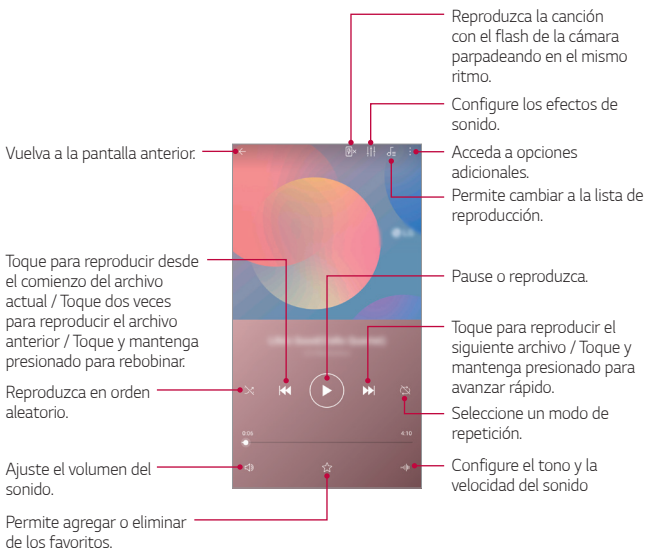 Reproduzca la canción
con el flash de la cámara
parpadeando en el mismo
ritmo.
Configure los efectos de
sonido.
Vuelva a la pantalla anterior.
Acceda a opciones
adicionales.
Permite cambiar a la lista de
reproducción.
Toque para reproducir desde
el comienzo del archivo
actual / Toque dos veces
para reproducir el archivo
anterior / Toque y mantenga
presionado para rebobinar.
Pause o reproduzca.
Toque para reproducir el
siguiente archivo / Toque y
mantenga presionado para
avanzar rápido.
Reproduzca en orden
aleatorio.
Seleccione un modo de
repetición.
0:06
4:10
Ajuste el volumen del
sonido.
Configure el tono y la
velocidad del sonido
Permite agregar o eliminar
de los favoritos.